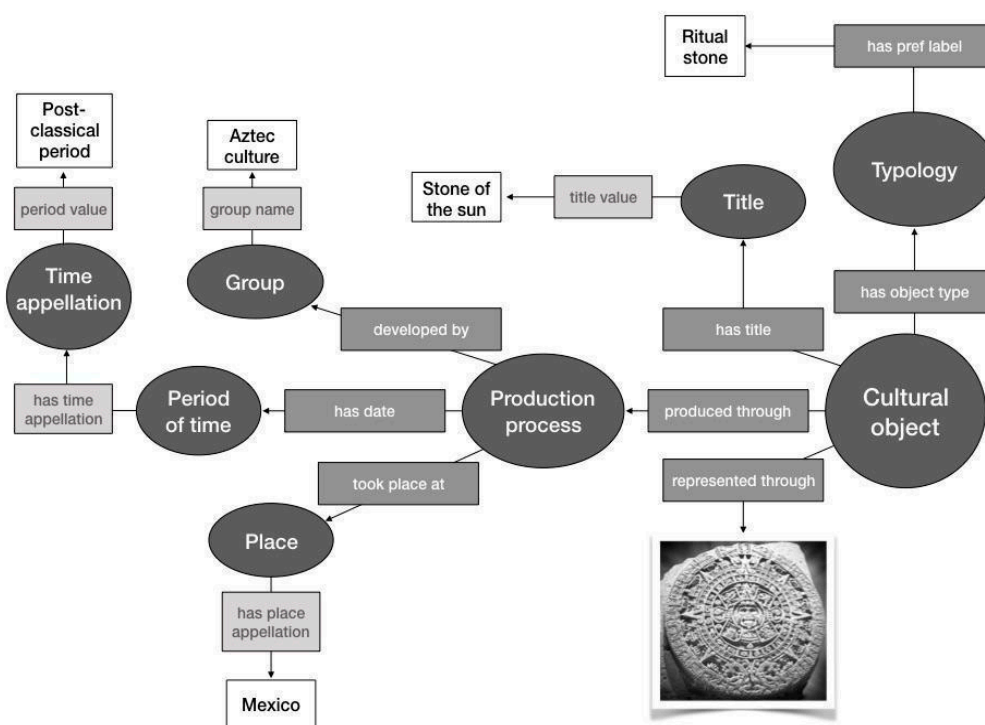 Ritual
stone
has pref label
Post-
classical
period
Aztec
culture
Typology
Stone of
the sun
title value
Title
period value
group name
Time
appellation
Group
has object type
developed by
has title
Cultural
object
has time
appellation
Period
of time
has date
Production
process
produced through
took place at
represented through
Place
has place
appellation
Mexico